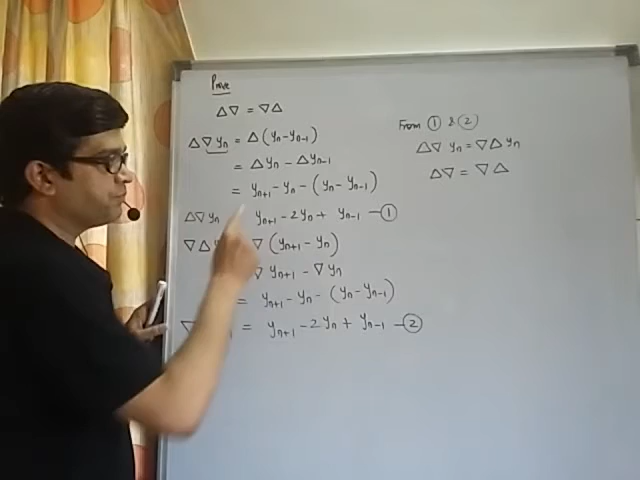 Prove
Δ∇ = ∇Δ
Δ∇ yₙ = Δ(yₙ - yₙ₋₁)
= Δyₙ - Δyₙ₋₁
= yₙ₊₁ - yₙ - (yₙ - yₙ₋₁)
Δ∇ yₙ yₙ₊₁ - 2yₙ + yₙ₋₁ —①
∇Δ ∇ (yₙ₊₁ - yₙ)
∇ yₙ₊₁ - ∇ yₙ
= yₙ₊₁ - yₙ - (yₙ - yₙ₋₁)
= yₙ₊₁ - 2yₙ + yₙ₋₁ —②
From ① & ②
Δ∇ yₙ = ∇Δ yₙ
Δ∇ = ∇Δ